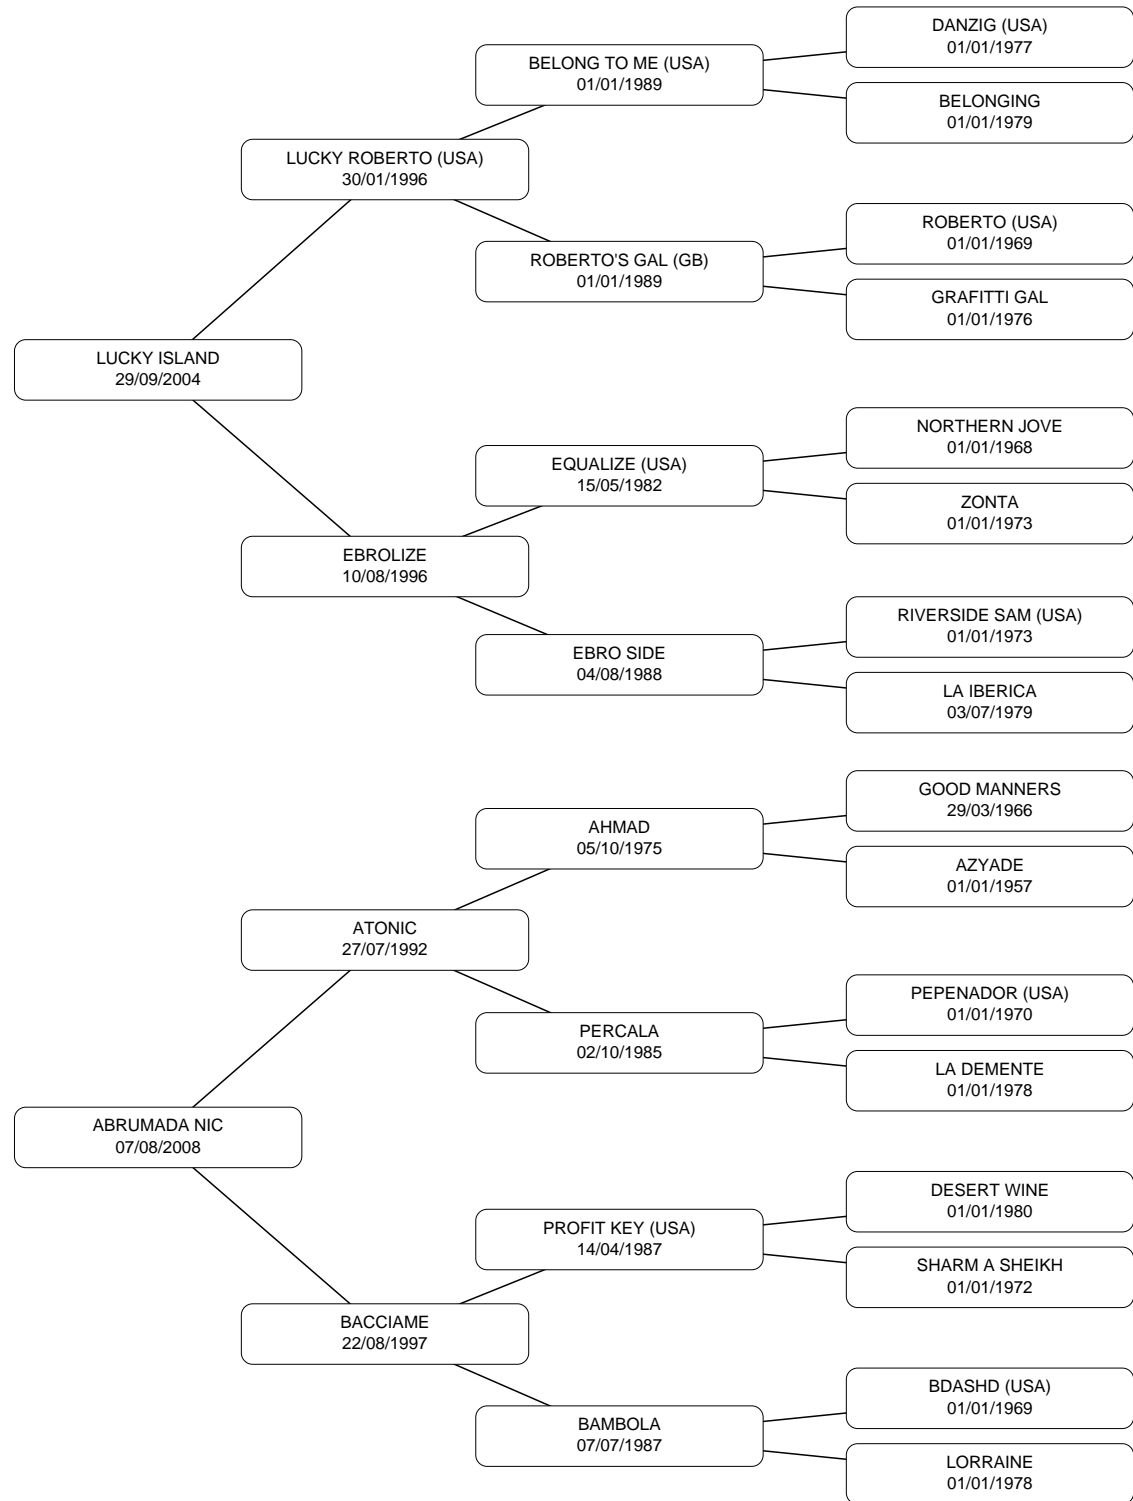 DANZIG (USA)
01/01/1977
BELONG TO ME (USA)
01/01/1989
BELONGING
01/01/1979
LUCKY ROBERTO (USA)
30/01/1996
ROBERTO (USA)
01/01/1969
ROBERTO'S GAL (GB)
01/01/1989
GRAFITTI GAL
01/01/1976
LUCKY ISLAND
29/09/2004
NORTHERN JOVE
01/01/1968
EQUALIZE (USA)
15/05/1982
ZONTA
01/01/1973
EBROLIZE
10/08/1996
RIVERSIDE SAM (USA)
01/01/1973
EBRO SIDE
04/08/1988
LA IBERICA
03/07/1979
GOOD MANNERS
29/03/1966
AHMAD
05/10/1975
AZYADE
01/01/1957
ATONIC
27/07/1992
PEPENADOR (USA)
01/01/1970
PERCALA
02/10/1985
LA DEMENTE
01/01/1978
ABRUMADA NIC
07/08/2008
DESERT WINE
01/01/1980
PROFIT KEY (USA)
14/04/1987
SHARM A SHEIKH
01/01/1972
BACCIAME
22/08/1997
BDASHD (USA)
01/01/1969
BAMBOLA
07/07/1987
LORRAINE
01/01/1978